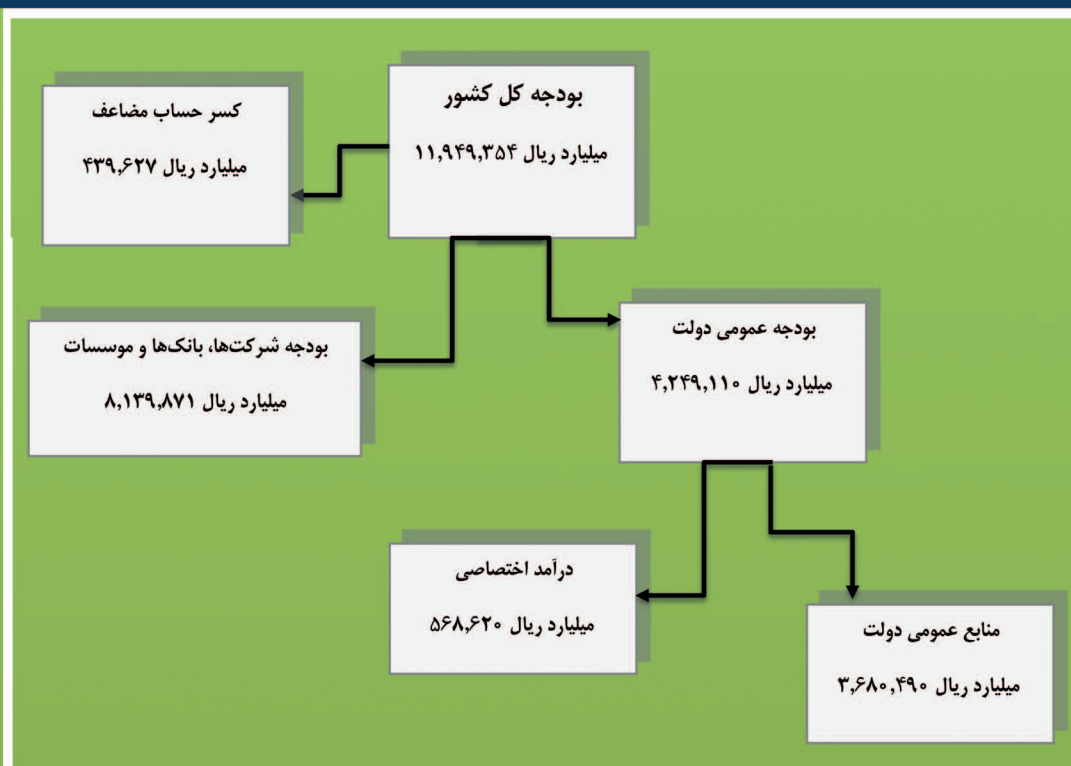 بودجه کل کشور
میلیارد ریال ۱۱,۹۴۹,۳۵۴
کسر حساب مضاعف
میلیارد ریال ۴۳۹,۶۲۷
بودجه عمومی دولت
میلیارد ریال ۴,۲۴۹,۱۱۰
بودجه شرکت‌ها، بانک‌ها و موسسات
میلیارد ریال ۸,۱۳۹,۸۷۱
درآمد اختصاصی
میلیارد ریال ۵۶۸,۶۲۰
منابع عمومی دولت
میلیارد ریال ۳,۶۸۰,۴۹۰